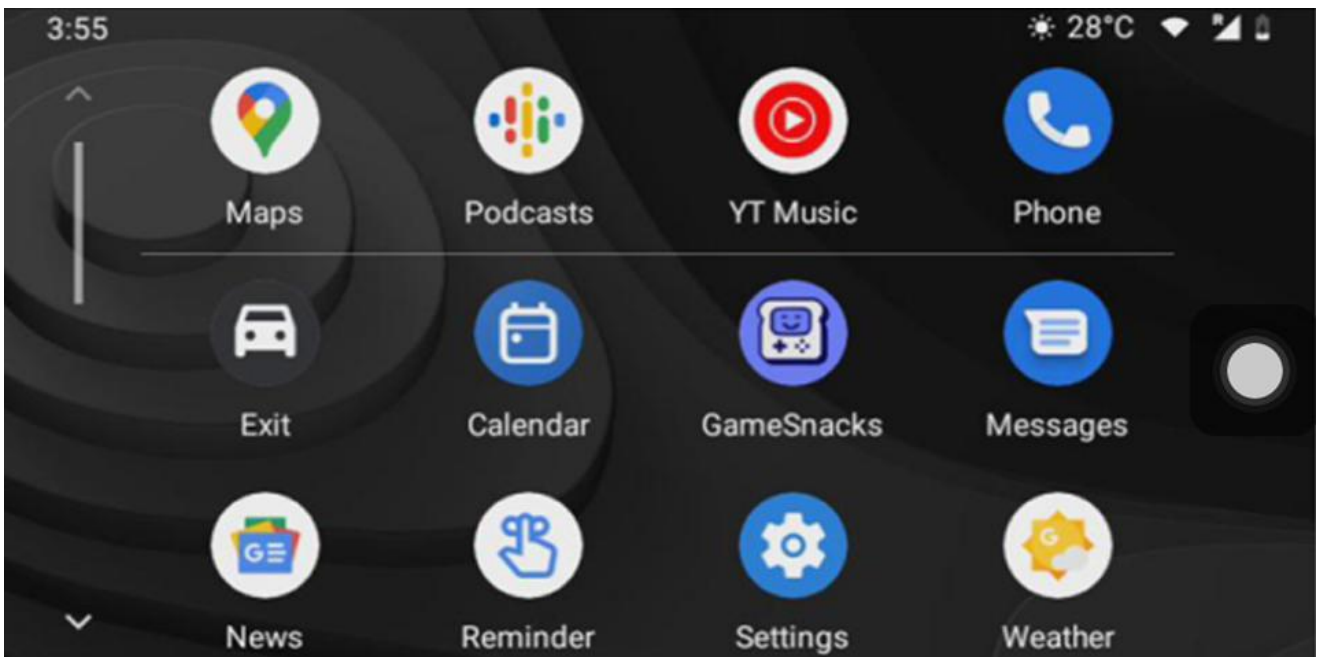 3:55 28°C R
Maps Podcasts YT Music Phone
Exit Calendar GameSnacks Messages
G
G
News Reminder Settings Weather